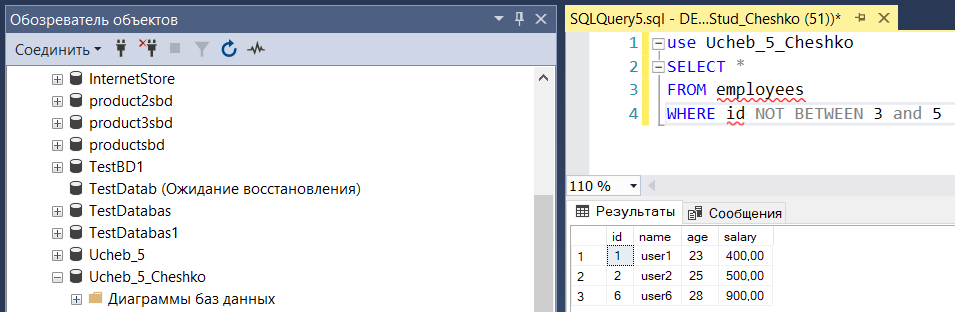 Обозреватель объектов
Соединить
InternetStore
product2sbd
product3sbd
productsbd
TestBD1
TestDatab (Ожидание восстановления)
TestDatabas
TestDatabas1
Ucheb_5
Ucheb_5_Cheshko
Диаграммы баз данных
SQLQuery5.sql - DE...Stud_Cheshko (51))*
1 use Ucheb_5_Cheshko
2 SELECT *
3 FROM employees
4 WHERE id NOT BETWEEN 3 and 5
110 %
Результаты Сообщения
id name age salary
1 1 user1 23 400,00
2 2 user2 25 500,00
3 6 user6 28 900,00